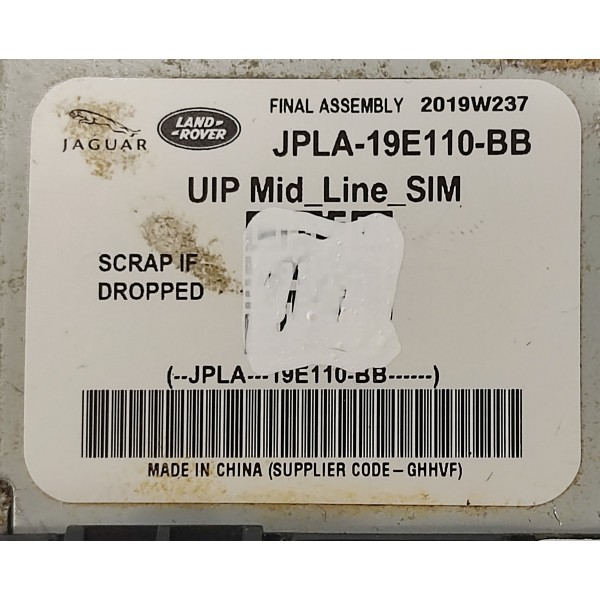 FINAL ASSEMBLY 2019W237
JAGUAR
LAND-
-ROVER
JPLA-19E110-BB
UIP Mid_Line_SIM
SCRAP IF
DROPPED
(--JPLA---19E110-BB------)
MADE IN CHINA (SUPPLIER CODE-GHHVF)